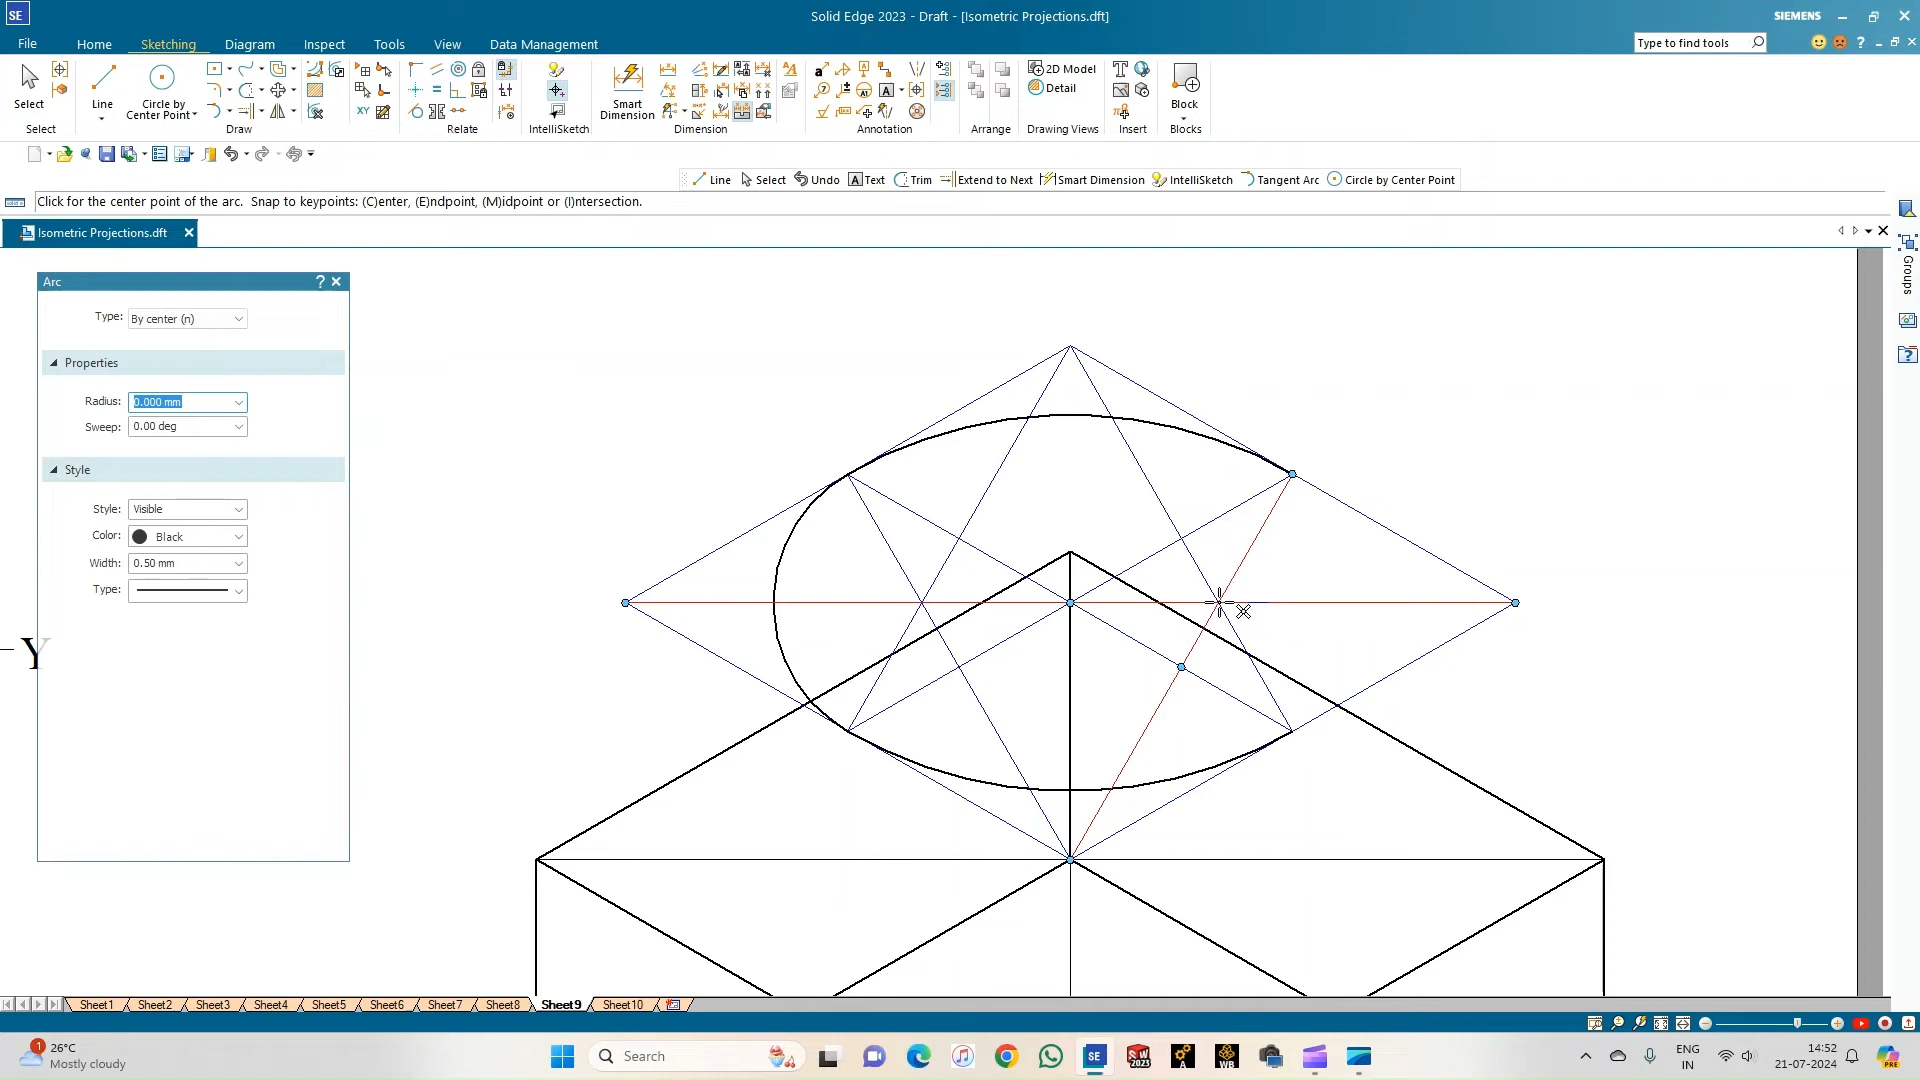 SE
Solid Edge 2023 - Draft - [Isometric Projections.dft]
SIEMENS
File
Home
Sketching
Diagram
Inspect
Tools
View
Data Management
Type to find tools
Select
Line
Circle by
Center Point
Smart
Dimension
2D Model
Detail
Block
Select
Draw
Relate
IntelliSketch
Dimension
Annotation
Arrange
Drawing Views
Insert
Blocks
Line
Select
Undo
Text
Trim
Extend to Next
Smart Dimension
IntelliSketch
Tangent Arc
Circle by Center Point
Click for the center point of the arc. Snap to keypoints: (C)enter, (E)ndpoint, (M)idpoint or (I)ntersection.
Isometric Projections.dft
Groups
Arc
Type:
By center (n)
Properties
Radius:
0.000 mm
Sweep:
0.00 deg
Style
Style:
Visible
Color:
Black
Width:
0.50 mm
Type:
Y
Sheet1
Sheet2
Sheet3
Sheet4
Sheet5
Sheet6
Sheet7
Sheet8
Sheet9
Sheet10
1
26°C
Mostly cloudy
Search
ENG
IN
14:52
21-07-2024